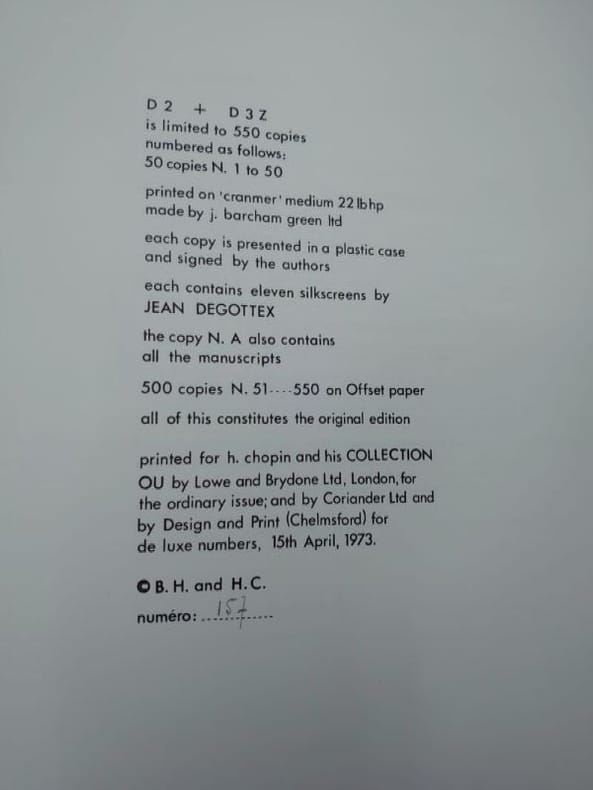 D 2 + D 3 Z
is limited to 550 copies
numbered as follows:
50 copies N. 1 to 50
printed on 'cranmer' medium 22 lb hp
made by j. barcham green ltd
each copy is presented in a plastic case
and signed by the authors
each contains eleven silkscreens by
JEAN DEGOTTEX
the copy N. A also contains
all the manuscripts
500 copies N. 51....550 on Offset paper
all of this constitutes the original edition
printed for h. chopin and his COLLECTION
OU by Lowe and Brydone Ltd, London, for
the ordinary issue; and by Coriander Ltd and
by Design and Print (Chelmsford) for
de luxe numbers, 15th April, 1973.
© B. H. and H. C.
numéro: 157